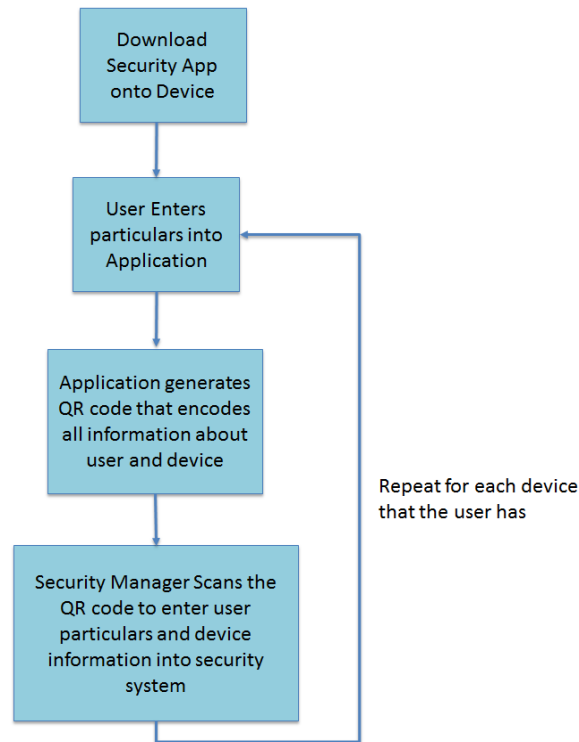 Download
Security App
onto Device
User Enters
particulars into
Application
Application generates
QR code that encodes
all information about
user and device
Repeat for each device
that the user has
Security Manager Scans the
QR code to enter user
particulars and device
information into security
system